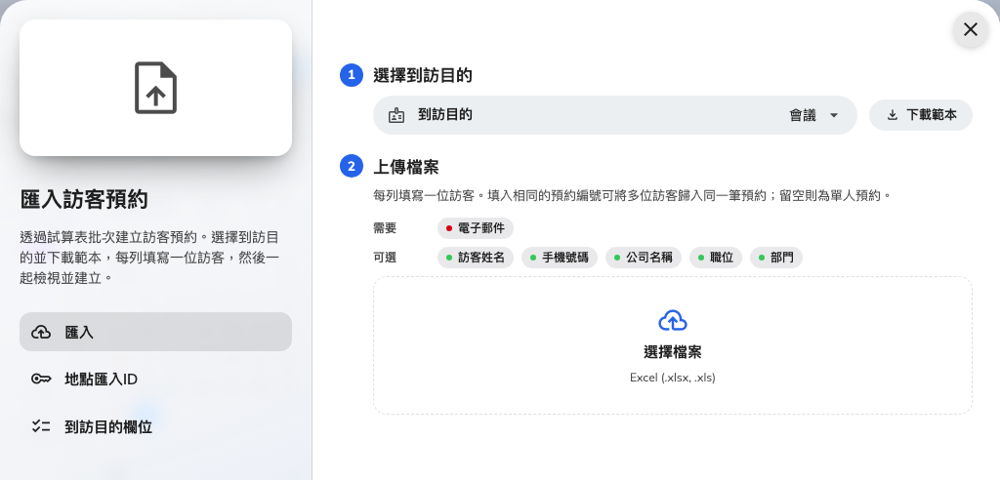 匯入訪客預約
透過試算表批次建立訪客預約。選擇到訪目
的並下載範本，每列填寫一位訪客，然後一
起檢視並建立。
匯入
地點匯入ID
到訪目的欄位
1 選擇到訪目的
到訪目的 會議 下載範本
2 上傳檔案
每列填寫一位訪客。填入相同的預約編號可將多位訪客歸入同一筆預約；留空則為單人預約。
需要 電子郵件
可選 訪客姓名 手機號碼 公司名稱 職位 部門
選擇檔案
Excel (.xlsx, .xls)